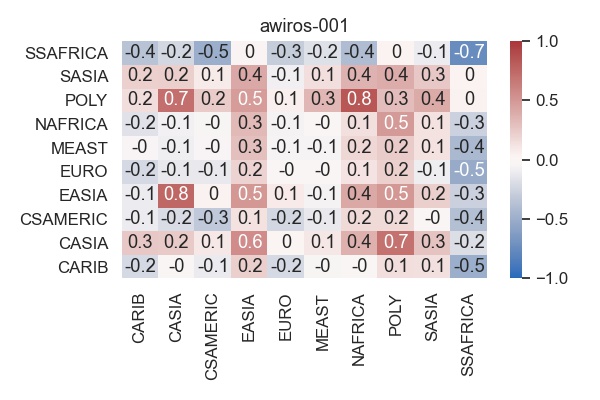 awiros-001
SSAFRICA -0.4 -0.2 -0.5 0 -0.3 -0.2 -0.4 0 -0.1 -0.7
SASIA 0.2 0.2 0.1 0.4 -0.1 0.1 0.4 0.4 0.3 0
POLY 0.2 0.7 0.2 0.5 0.1 0.3 0.8 0.3 0.4 0
NAFRICA -0.2 -0.1 -0 0.3 -0.1 -0 0.1 0.5 0.1 -0.3
MEAST -0 -0.1 -0 0.3 -0.1 -0.1 0.2 0.2 0.1 -0.4
EURO -0.2 -0.1 -0.1 0.2 -0 -0 0.1 0.2 -0.1 -0.5
EASIA -0.1 0.8 0 0.5 0.1 -0.1 0.4 0.5 0.2 -0.3
CSAMERIC -0.1 -0.2 -0.3 0.1 -0.2 -0.1 0.2 0.2 -0 -0.4
CASIA 0.3 0.2 0.1 0.6 0 0.1 0.4 0.7 0.3 -0.2
CARIB -0.2 -0 -0.1 0.2 -0.2 -0 -0 0.1 0.1 -0.5
CARIB CASIA CSAMERIC EASIA EURO MEAST NAFRICA POLY SASIA SSAFRICA
1.0
0.5
0.0
−0.5
−1.0